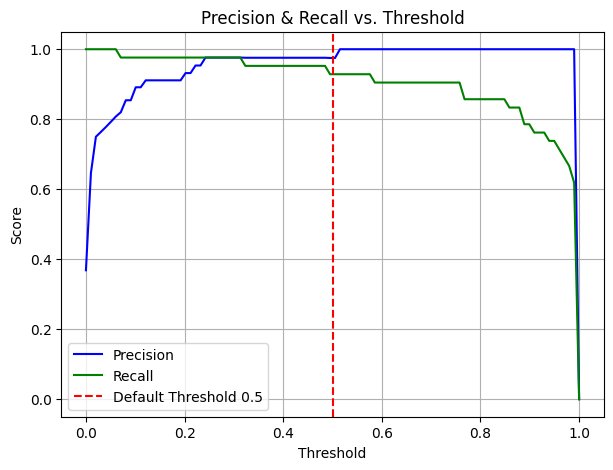 Precision & Recall vs. Threshold
Score
1.0
0.8
0.6
0.4
0.2
0.0
Precision
Recall
Default Threshold 0.5
0.0 0.2 0.4 0.6 0.8 1.0
Threshold